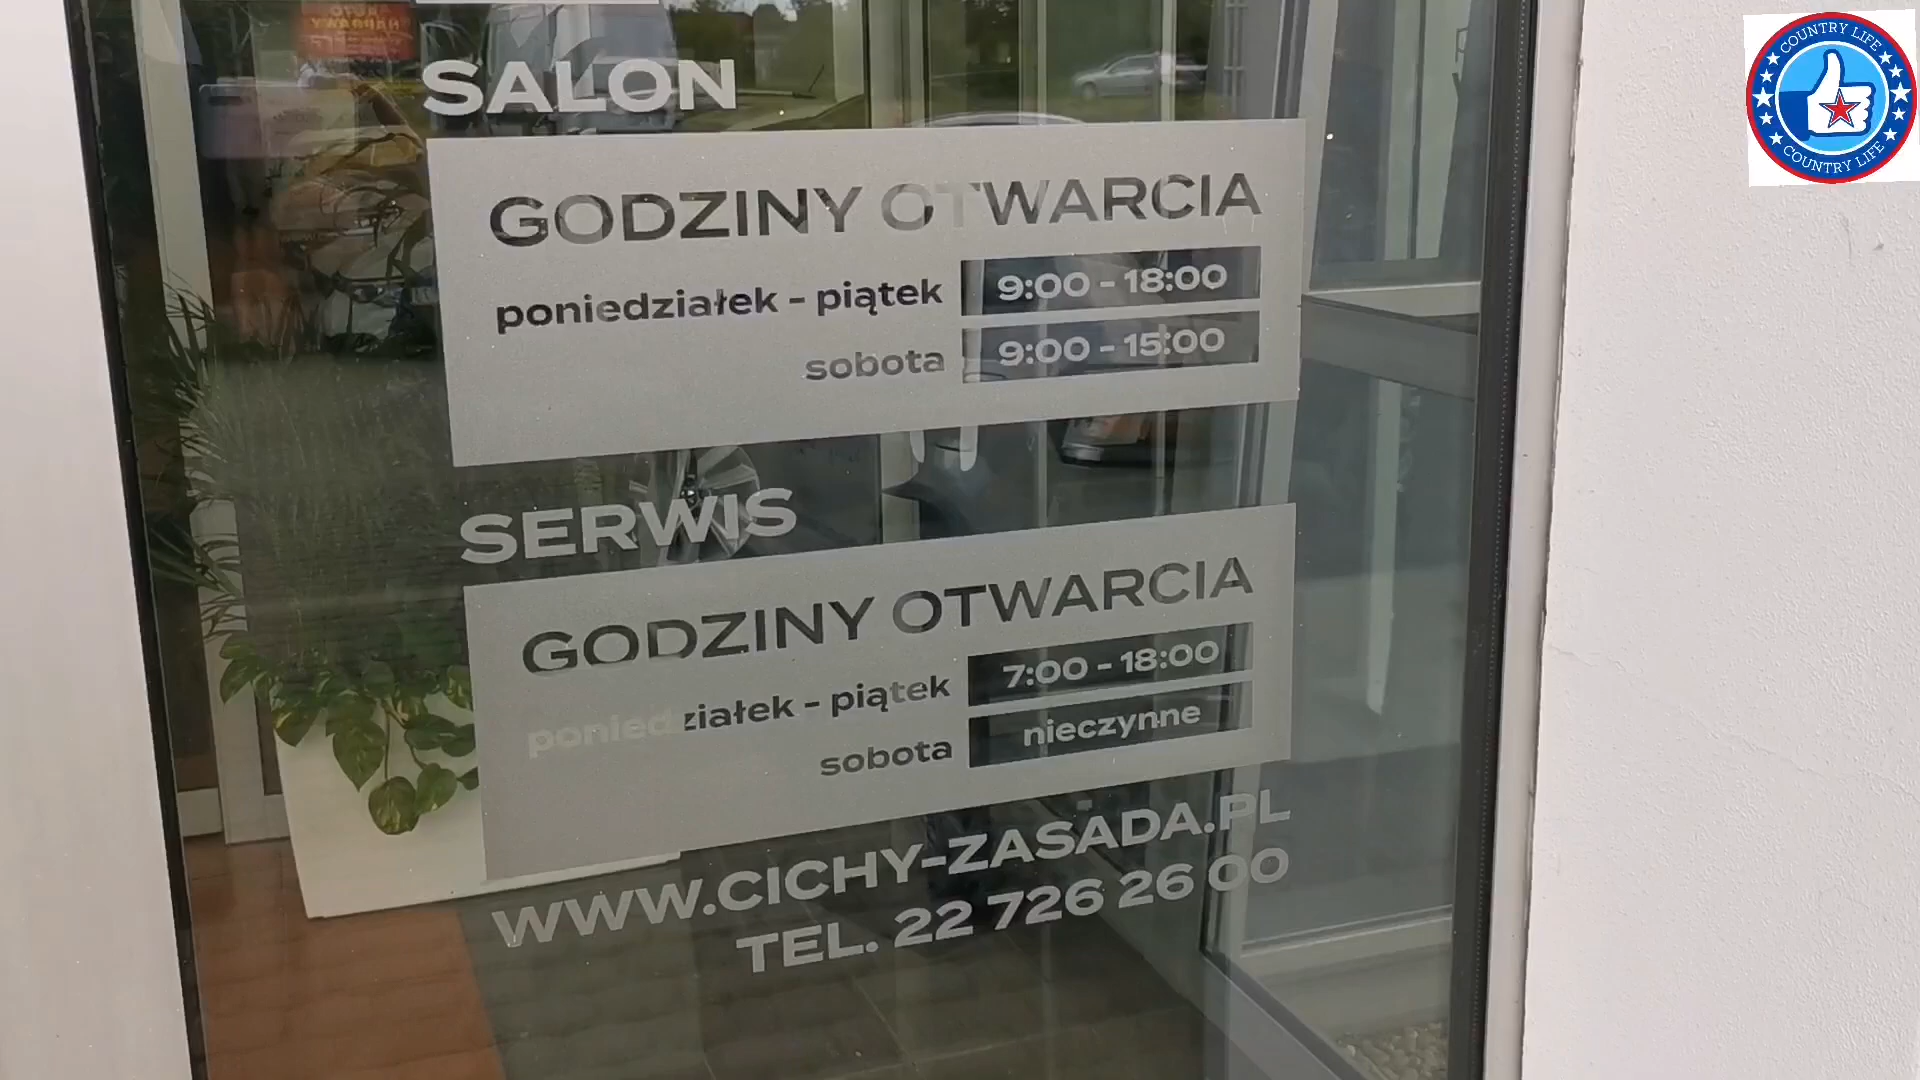 AUTO
NAPRAWY
SALON
GODZINY OTWARCIA
poniedziałek - piątek 9:00 - 18:00
sobota 9:00 - 15:00
SERWIS
GODZINY OTWARCIA
poniedziałek - piątek 7:00 - 18:00
sobota nieczynne
WWW.CICHY-ZASADA.PL
TEL. 22 726 26 00
COUNTRY LIFE
COUNTRY LIFE